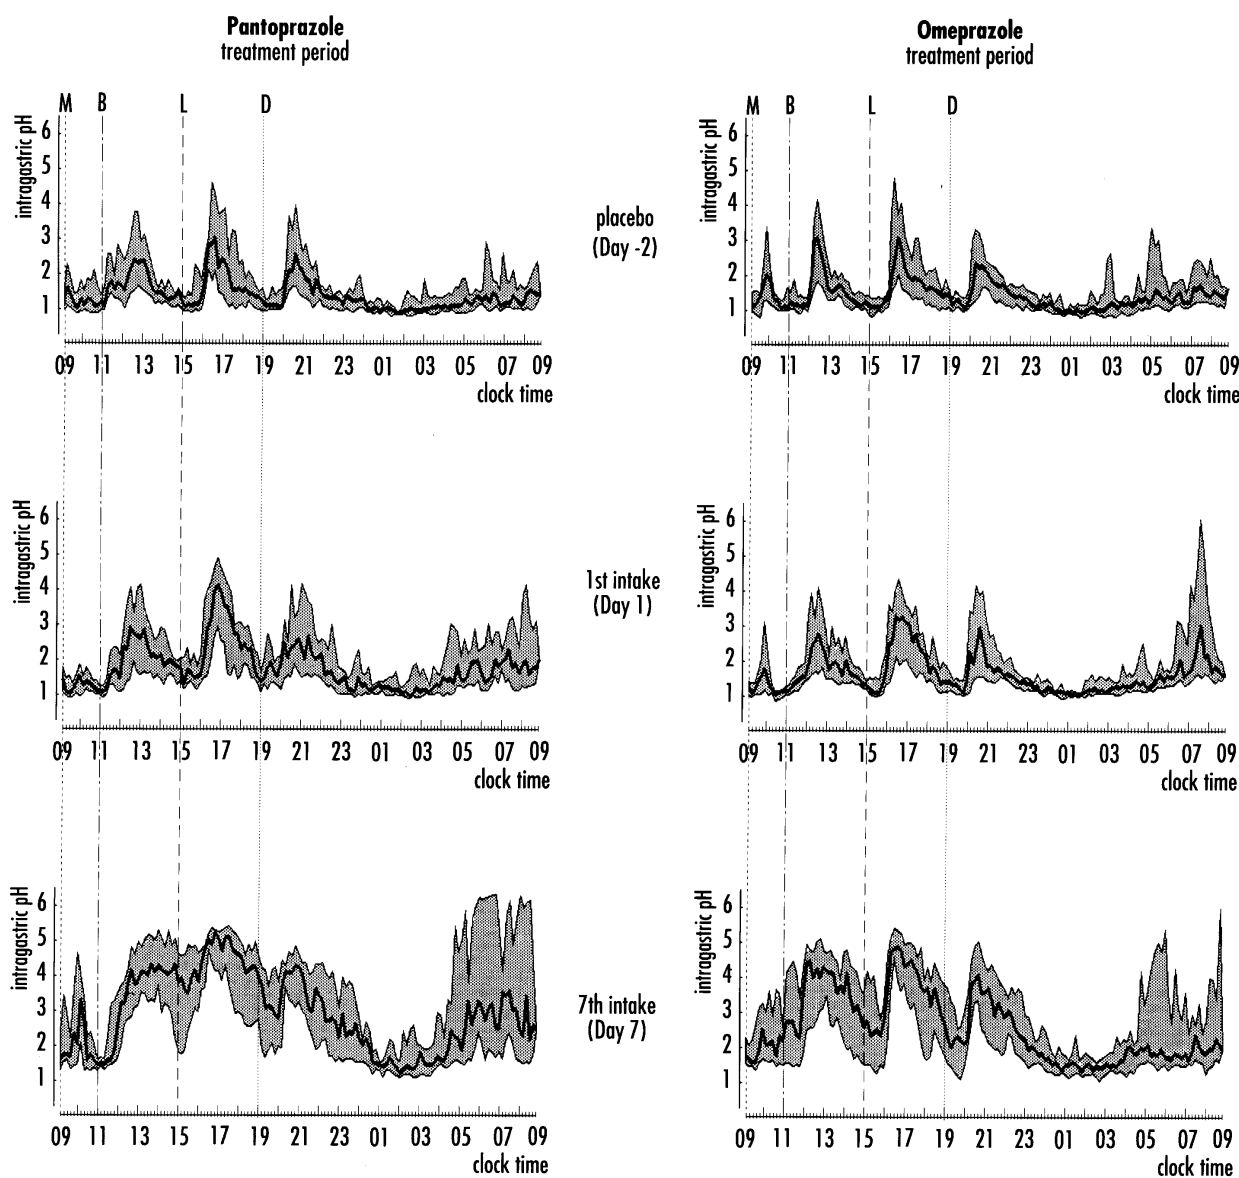 Pantoprazole
treatment period
Omeprazole
treatment period
M B L D
M B L D
intragastric pH
6
5
4
3
2
1
09 11 13 15 17 19 21 23 01 03 05 07 09
clock time
placebo
(Day -2)
intragastric pH
6
5
4
3
2
1
09 11 13 15 17 19 21 23 01 03 05 07 09
clock time
intragastric pH
6
5
4
3
2
1
09 11 13 15 17 19 21 23 01 03 05 07 09
clock time
1st intake
(Day 1)
intragastric pH
6
5
4
3
2
1
09 11 13 15 17 19 21 23 01 03 05 07 09
clock time
intragastric pH
6
5
4
3
2
1
09 11 13 15 17 19 21 23 01 03 05 07 09
clock time
7th intake
(Day 7)
intragastric pH
6
5
4
3
2
1
09 11 13 15 17 19 21 23 01 03 05 07 09
clock time